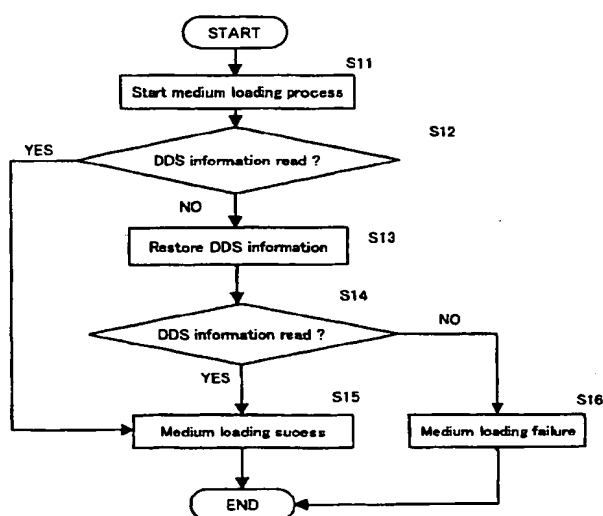 START
S11
Start medium loading process
S12
YES
DDS information read ?
NO
S13
Restore DDS information
S14
DDS information read ?
NO
YES
S15
S16
Medium loading sucess
Medium loading failure
END